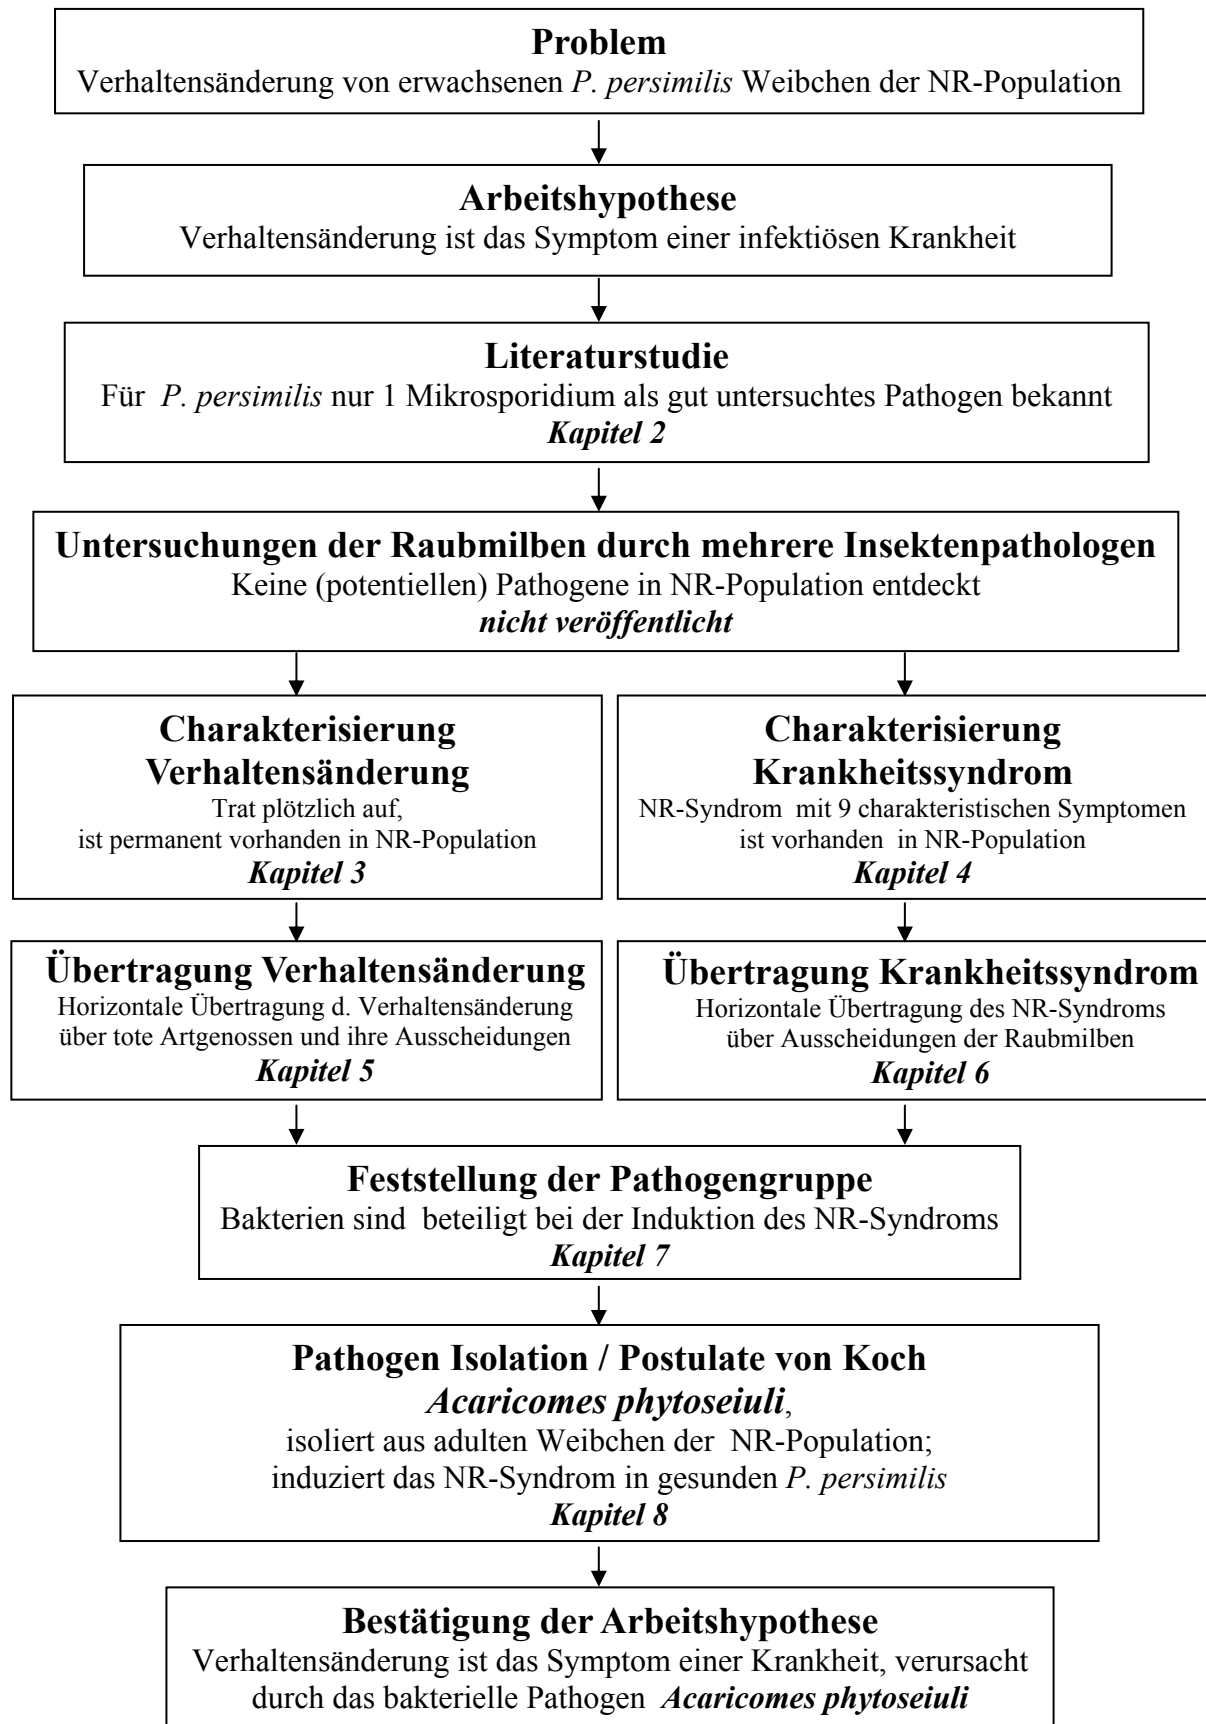 Problem
Verhaltensänderung von erwachsenen P. persimilis Weibchen der NR-Population
Arbeitshypothese
Verhaltensänderung ist das Symptom einer infektiösen Krankheit
Literaturstudie
Für P. persimilis nur 1 Mikrosporidium als gut untersuchtes Pathogen bekannt
Kapitel 2
Untersuchungen der Raubmilben durch mehrere Insektenpathologen
Keine (potentiellen) Pathogene in NR-Population entdeckt
nicht veröffentlicht
Charakterisierung
Verhaltensänderung
Trat plötzlich auf,
ist permanent vorhanden in NR-Population
Kapitel 3
Charakterisierung
Krankheitssyndrom
NR-Syndrom mit 9 charakteristischen Symptomen
ist vorhanden in NR-Population
Kapitel 4
Übertragung Verhaltensänderung
Horizontale Übertragung d. Verhaltensänderung
über tote Artgenossen und ihre Ausscheidungen
Kapitel 5
Übertragung Krankheitssyndrom
Horizontale Übertragung des NR-Syndroms
über Ausscheidungen der Raubmilben
Kapitel 6
Feststellung der Pathogengruppe
Bakterien sind beteiligt bei der Induktion des NR-Syndroms
Kapitel 7
Pathogen Isolation / Postulate von Koch
Acaricomes phytoseiuli,
isoliert aus adulten Weibchen der NR-Population;
induziert das NR-Syndrom in gesunden P. persimilis
Kapitel 8
Bestätigung der Arbeitshypothese
Verhaltensänderung ist das Symptom einer Krankheit, verursacht
durch das bakterielle Pathogen Acaricomes phytoseiuli